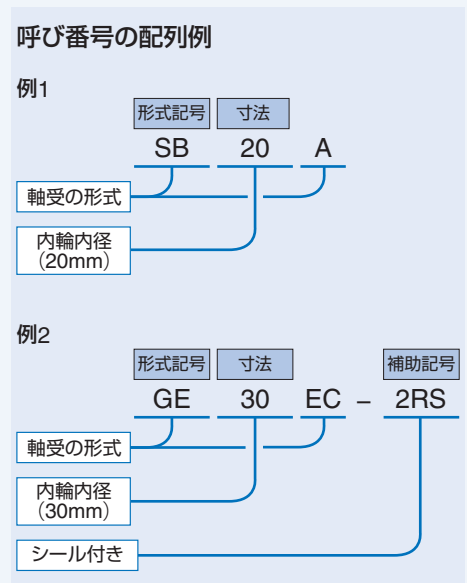 呼び番号の配列例
例1
形式記号 寸法
SB 20 A
軸受の形式
内輪内径
（20mm）
例2
形式記号 寸法 補助記号
GE 30 EC – 2RS
軸受の形式
内輪内径
（30mm）
シール付き